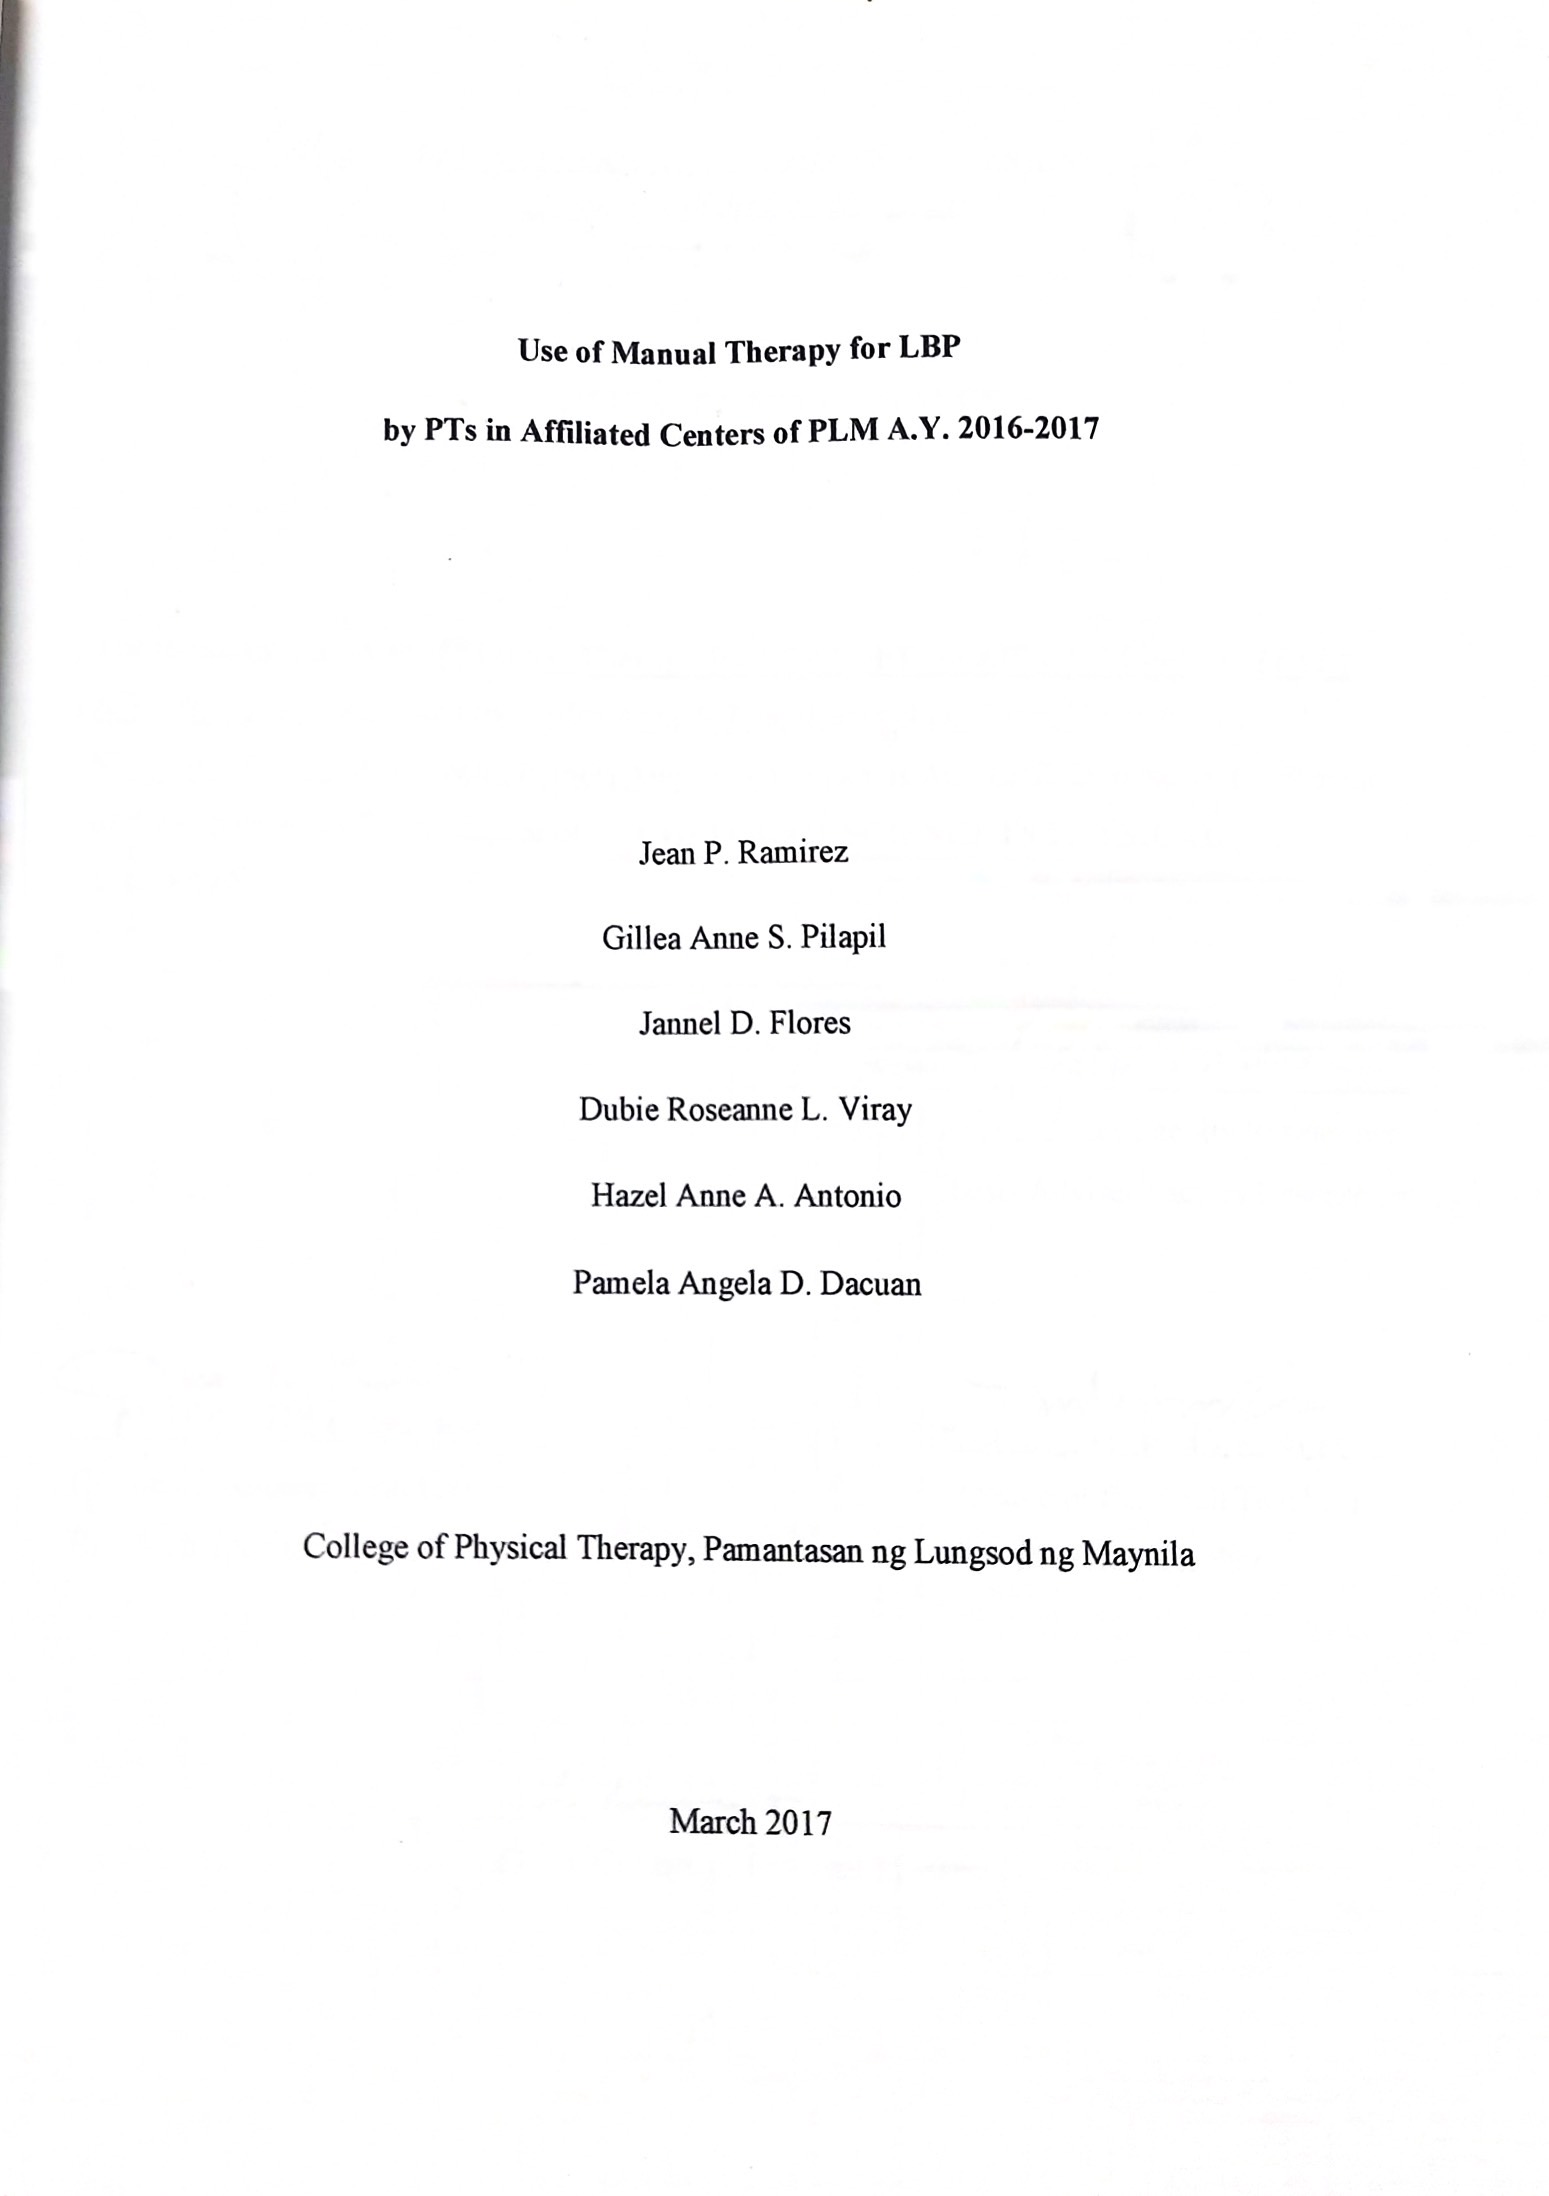 Use of Manual Therapy for LBP
by PTs in Affiliated Centers of PLM A.Y. 2016-2017
Jean P. Ramirez
Gillea Anne S. Pilapil
Jannel D. Flores
Dubie Roseanne L. Viray
Hazel Anne A. Antonio
Pamela Angela D. Dacuan
College of Physical Therapy, Pamantasan ng Lungsod ng Maynila
March 2017